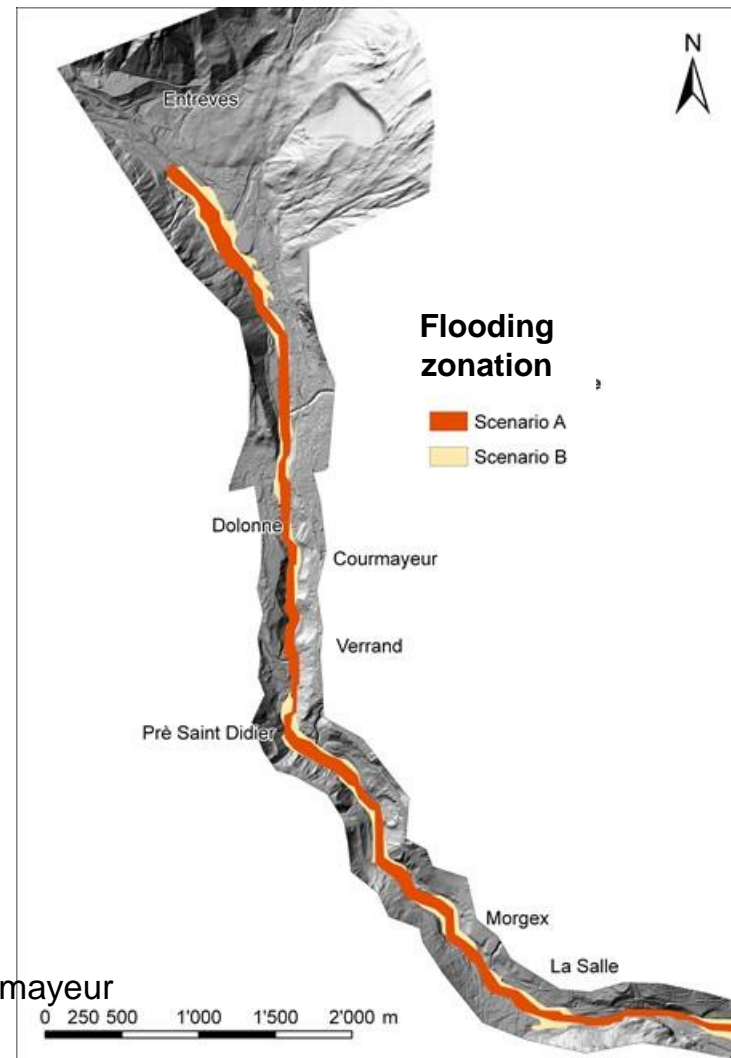 N
Entreves
Flooding
zonation
Scenario A
Scenario B
Dolonne
Courmayeur
Verrand
Prè Saint Didier
Morgex
La Salle
mayeur
0 250 500 1'000 1'500 2'000 m